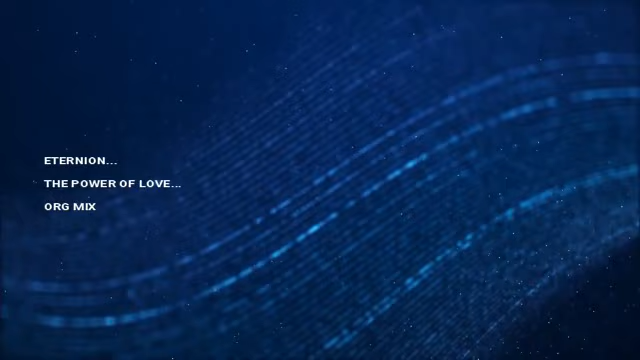 ETERNION...
THE POWER OF LOVE...
ORG MIX